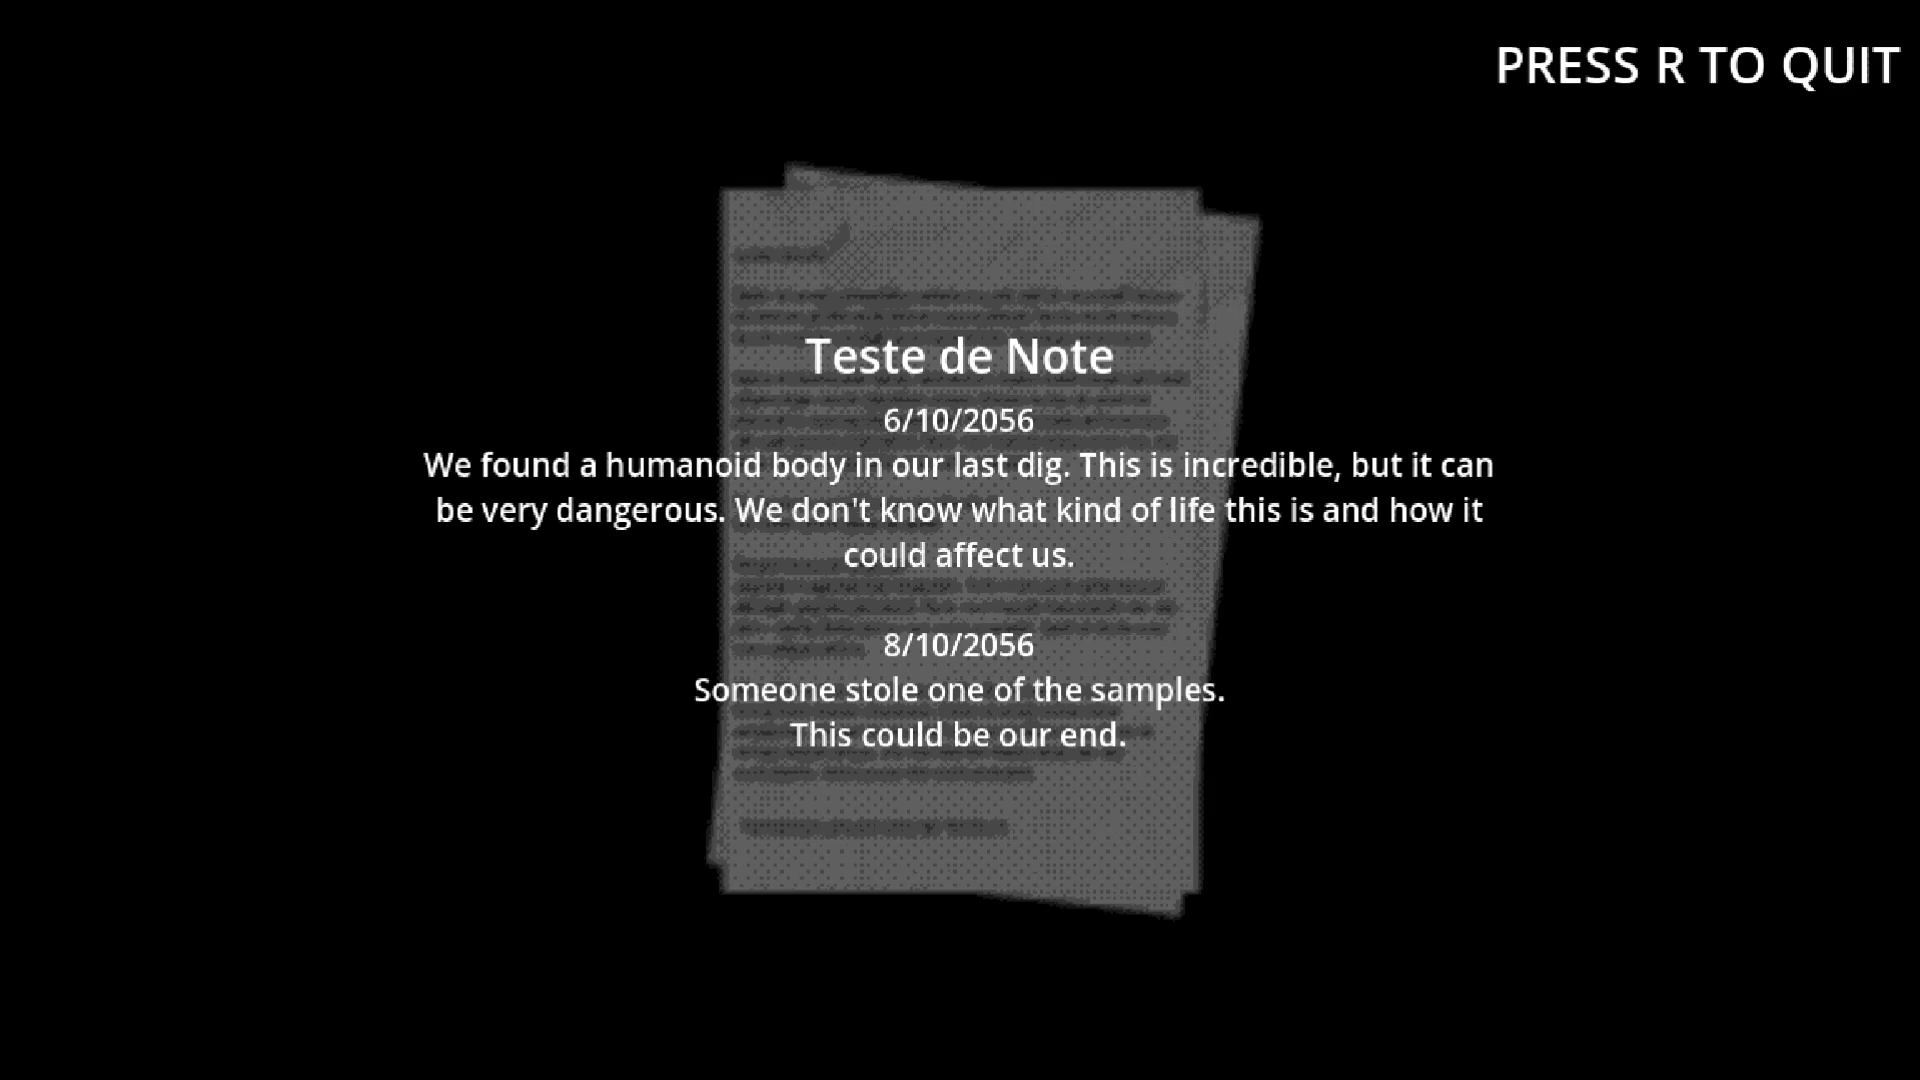 PRESS R TO QUIT
Teste de Note
6/10/2056
We found a humanoid body in our last dig. This is incredible, but it can
be very dangerous. We don't know what kind of life this is and how it
could affect us.
8/10/2056
Someone stole one of the samples.
This could be our end.